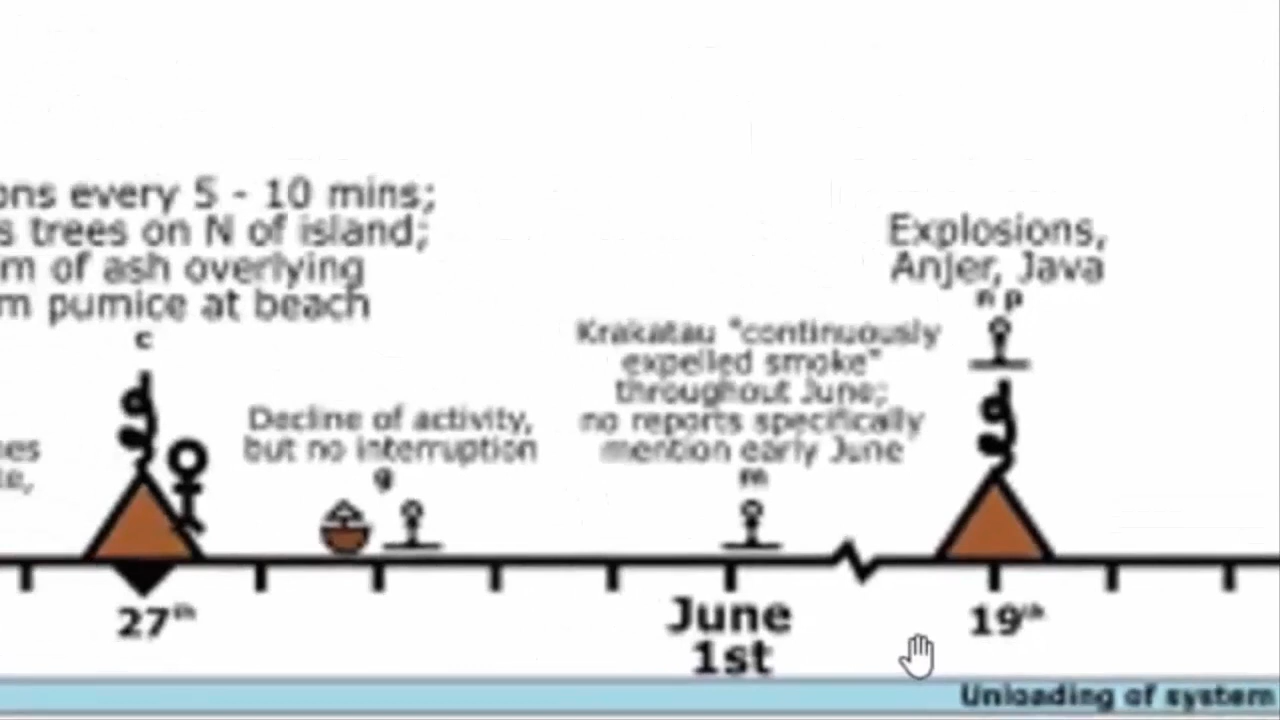 ons every 5 - 10 mins;
s trees on N of island;
m of ash overlying
m pumice at beach
c
Explosions,
Anjer, Java
n p
Krakatau "continuously
expelled smoke"
throughout June;
no reports specifically
mention early June
m
Decline of activity,
but no interruption
g
27th
June
1st
19th
Unloading of system